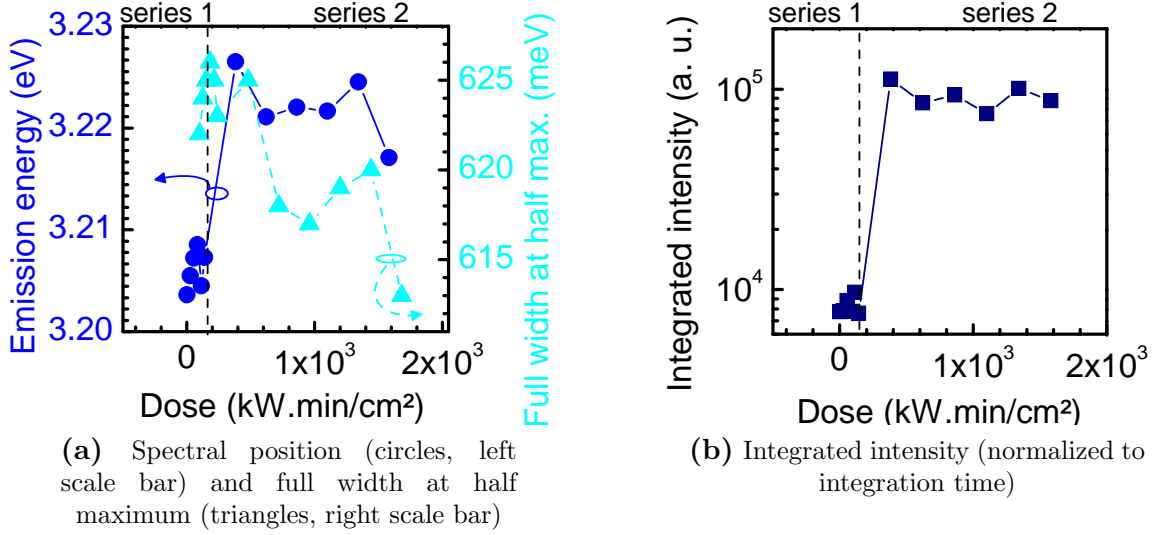 series 1 series 2
3.23
3.22
3.21
3.20
Emission energy (eV)
625
620
615
Full width at half max. (meV)
0 1x10³ 2x10³
Dose (kW.min/cm²)
(a) Spectral position (circles, left
scale bar) and full width at half
maximum (triangles, right scale bar)
series 1 series 2
10⁵
10⁴
Integrated intensity (a. u.)
0 1x10³ 2x10³
Dose (kW.min/cm²)
(b) Integrated intensity (normalized to
integration time)